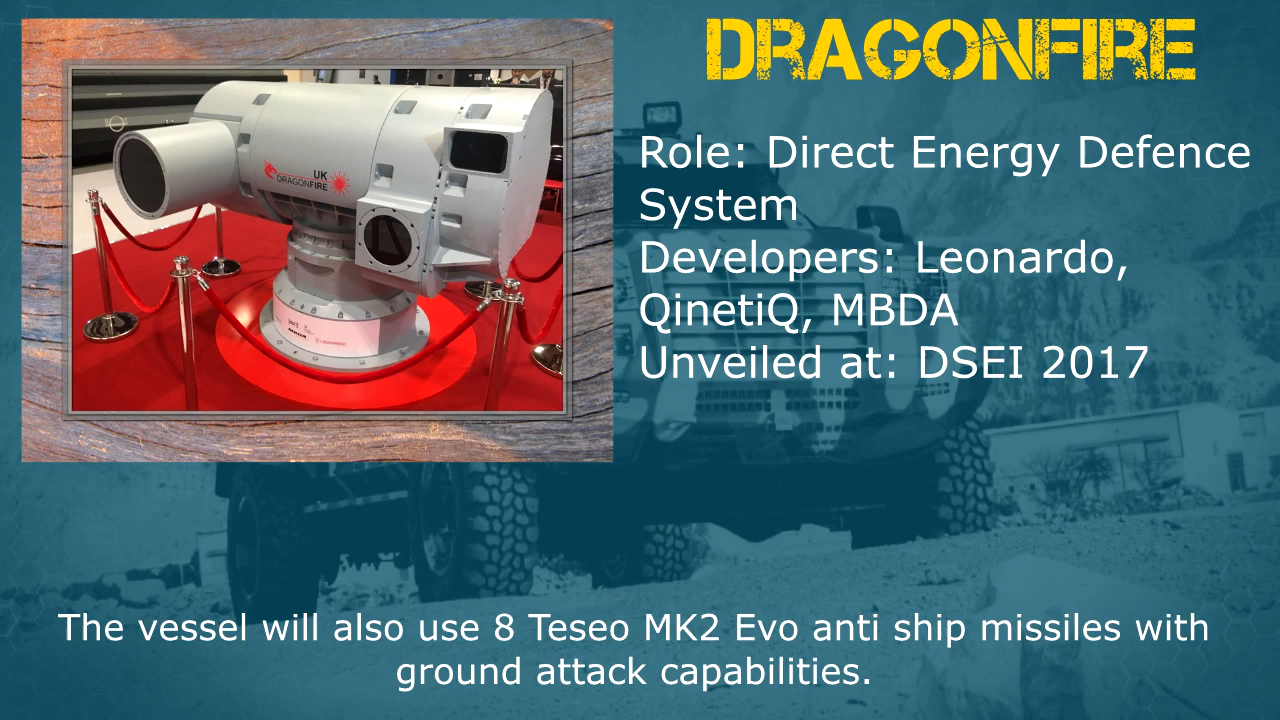 DRAGONFIRE
Role: Direct Energy Defence
System
Developers: Leonardo,
QinetiQ, MBDA
Unveiled at: DSEI 2017
UK
DRAGONFIRE
The vessel will also use 8 Teseo MK2 Evo anti ship missiles with
ground attack capabilities.